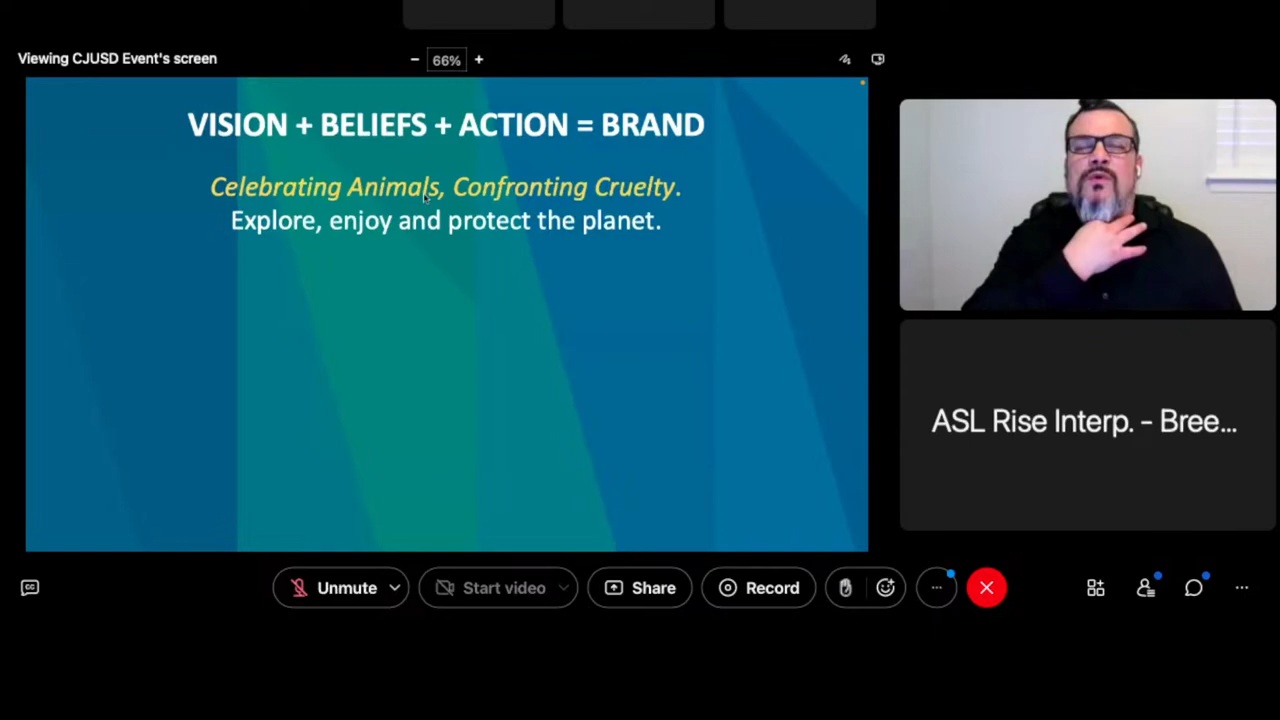 Viewing CJUSD Event's screen
− 66% +
VISION + BELIEFS + ACTION = BRAND
Celebrating Animals, Confronting Cruelty.
Explore, enjoy and protect the planet.
ASL Rise Interp. - Bree...
CC
Unmute
Start video
Share
Record